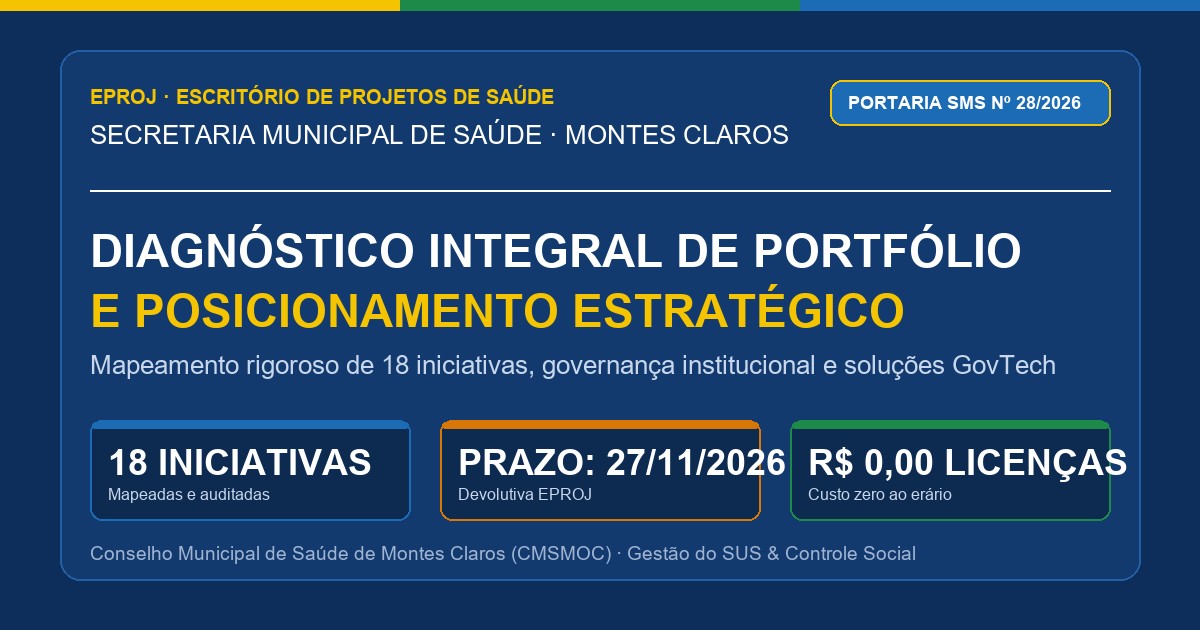 EPROJ · ESCRITÓRIO DE PROJETOS DE SAÚDE
SECRETARIA MUNICIPAL DE SAÚDE · MONTES CLAROS
PORTARIA SMS Nº 28/2026
DIAGNÓSTICO INTEGRAL DE PORTFÓLIO
E POSICIONAMENTO ESTRATÉGICO
Mapeamento rigoroso de 18 iniciativas, governança institucional e soluções GovTech
18 INICIATIVAS
Mapeadas e auditadas
PRAZO: 27/11/2026
Devolutiva EPROJ
R$ 0,00 LICENÇAS
Custo zero ao erário
Conselho Municipal de Saúde de Montes Claros (CMSMOC) · Gestão do SUS & Controle Social